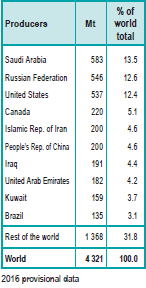 Producers Mt % of world total
Saudi Arabia 583 13.5
Russian Federation 546 12.6
United States 537 12.4
Canada 220 5.1
Islamic Rep. of Iran 200 4.6
People's Rep. of China 200 4.6
Iraq 191 4.4
United Arab Emirates 182 4.2
Kuwait 159 3.7
Brazil 135 3.1
Rest of the world 1 368 31.8
World 4 321 100.0
2016 provisional data